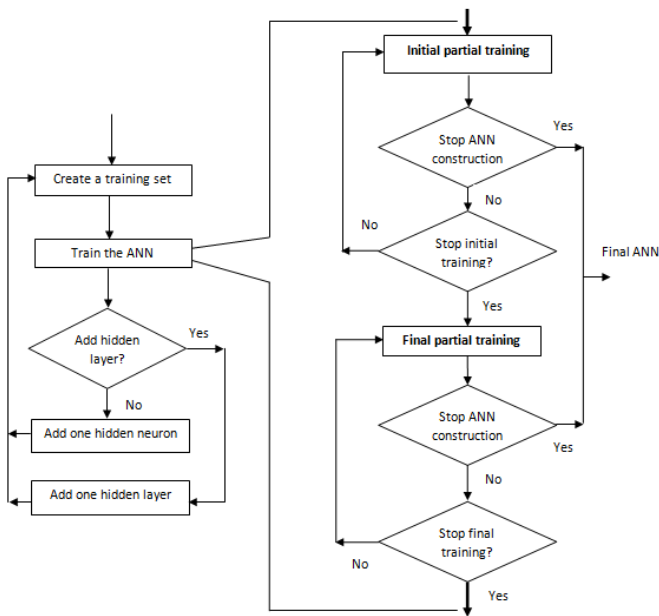 Create a training set
Train the ANN
Add hidden
layer?
Yes
No
Add one hidden neuron
Add one hidden layer
Initial partial training
Stop ANN
construction
Yes
No
Stop initial
training?
No
Yes
Final ANN
Final partial training
Stop ANN
construction
Yes
No
Stop final
training?
No
Yes